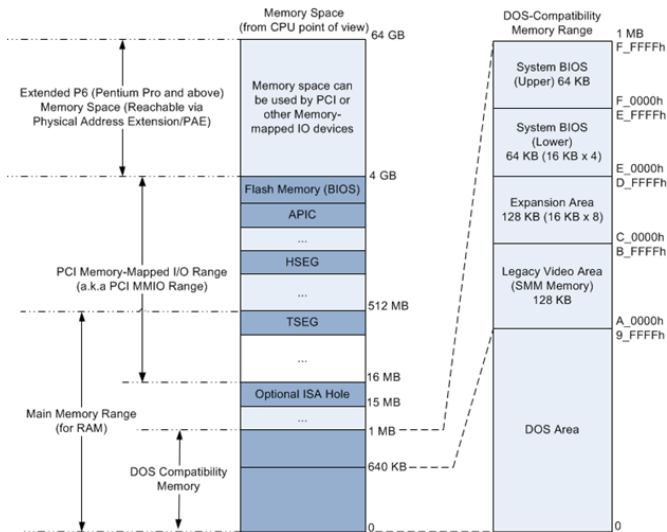 Memory Space
(from CPU point of view)
64 GB
Extended P6 (Pentium Pro and above)
Memory Space (Reachable via
Physical Address Extension/PAE)
Memory space can
be used by PCI or
other Memory-
mapped IO devices
4 GB
Flash Memory (BIOS)
APIC
...
HSEG
...
PCI Memory-Mapped I/O Range
(a.k.a PCI MMIO Range)
512 MB
TSEG
...
16 MB
Optional ISA Hole
15 MB
...
1 MB
Main Memory Range
(for RAM)
640 KB
DOS Compatibility
Memory
0
DOS-Compatibility
Memory Range
1 MB
F_FFFFh
System BIOS
(Upper) 64 KB
F_0000h
E_FFFFh
System BIOS
(Lower)
64 KB (16 KB x 4)
E_0000h
D_FFFFh
Expansion Area
128 KB (16 KB x 8)
C_0000h
B_FFFFh
Legacy Video Area
(SMM Memory)
128 KB
A_0000h
9_FFFFh
DOS Area
0